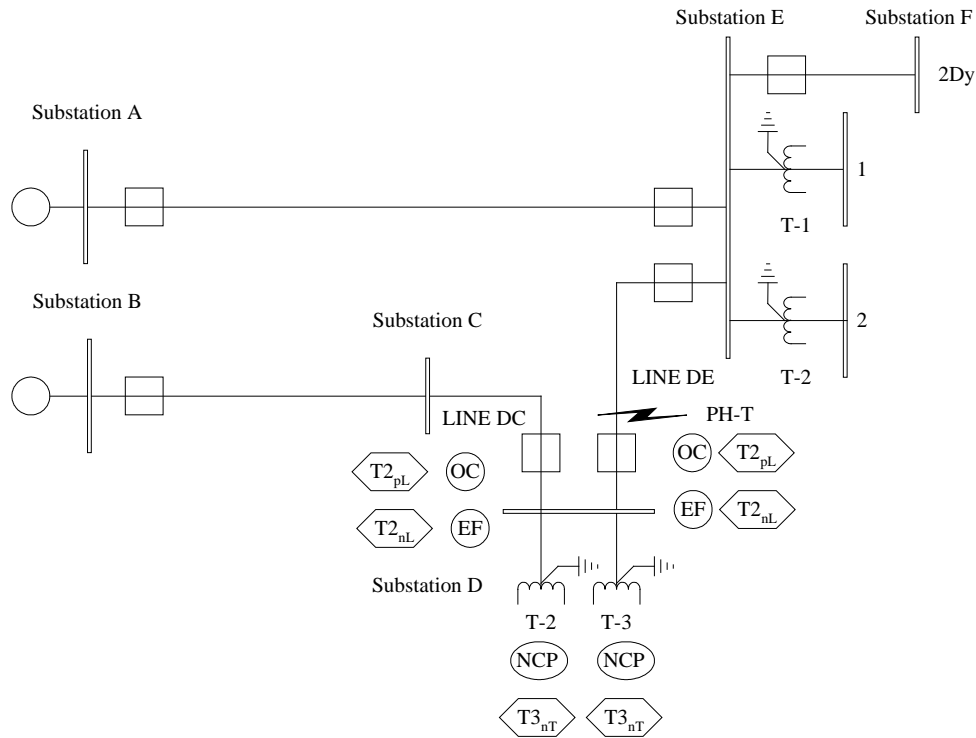 Substation E
Substation F
2Dy
Substation A
1
T-1
Substation B
Substation C
2
T-2
LINE DE
LINE DC
PH-T
T2pL
OC
OC
T2pL
T2nL
EF
EF
T2nL
Substation D
T-2
T-3
NCP
NCP
T3nT
T3nT